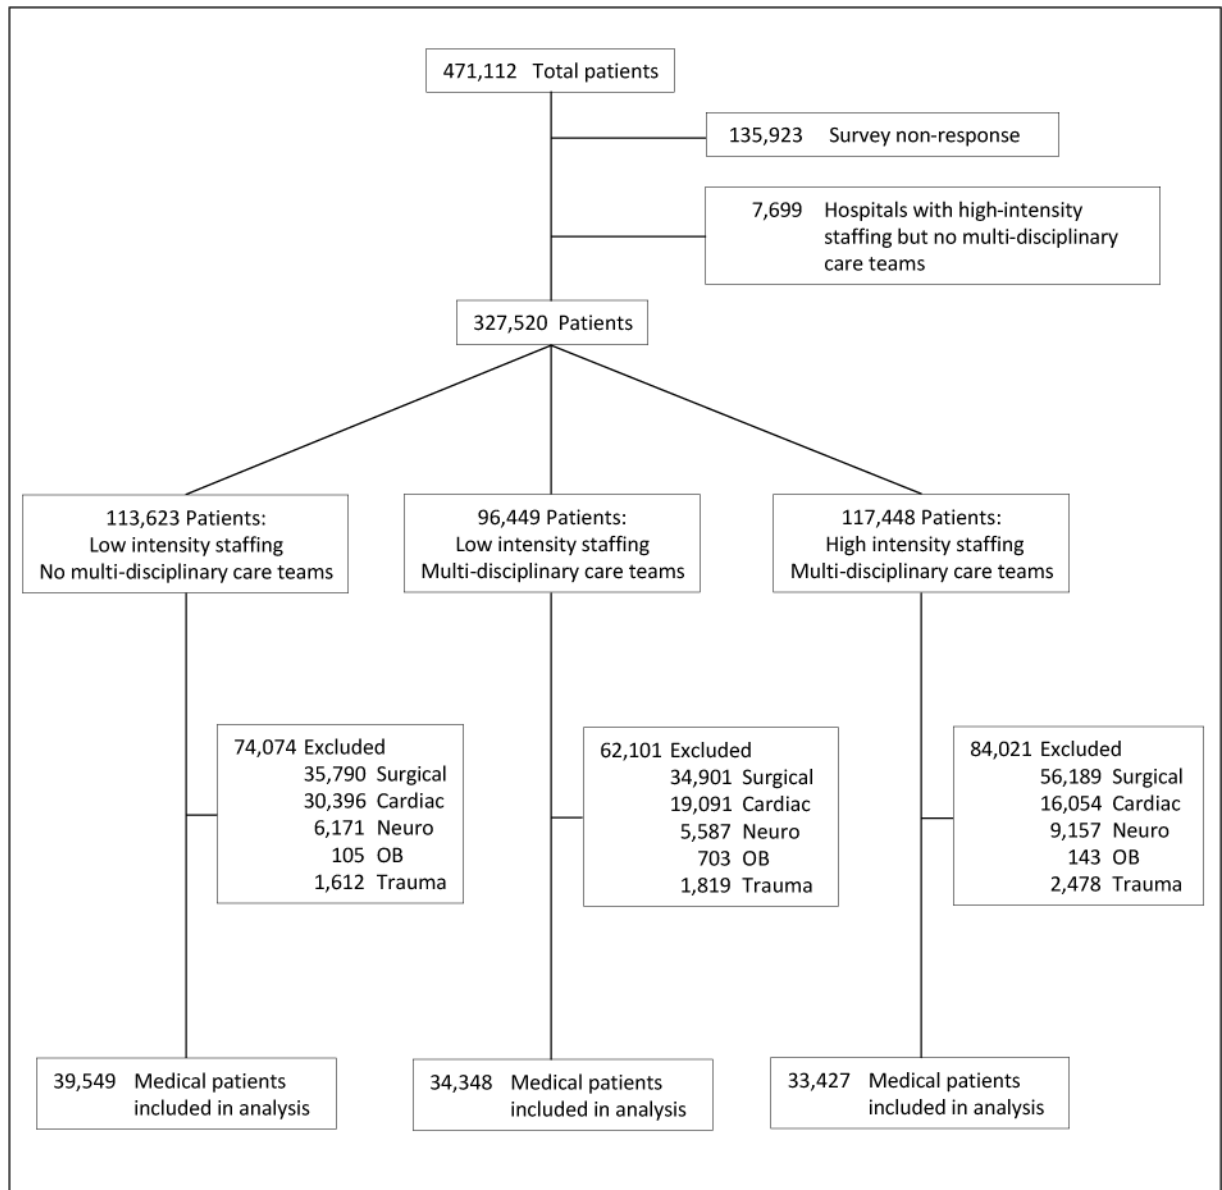 471,112 Total patients
135,923 Survey non-response
7,699 Hospitals with high-intensity
staffing but no multi-disciplinary
care teams
327,520 Patients
113,623 Patients:
Low intensity staffing
No multi-disciplinary care teams
96,449 Patients:
Low intensity staffing
Multi-disciplinary care teams
117,448 Patients:
High intensity staffing
Multi-disciplinary care teams
74,074 Excluded
35,790 Surgical
30,396 Cardiac
6,171 Neuro
105 OB
1,612 Trauma
62,101 Excluded
34,901 Surgical
19,091 Cardiac
5,587 Neuro
703 OB
1,819 Trauma
84,021 Excluded
56,189 Surgical
16,054 Cardiac
9,157 Neuro
143 OB
2,478 Trauma
39,549 Medical patients
included in analysis
34,348 Medical patients
included in analysis
33,427 Medical patients
included in analysis